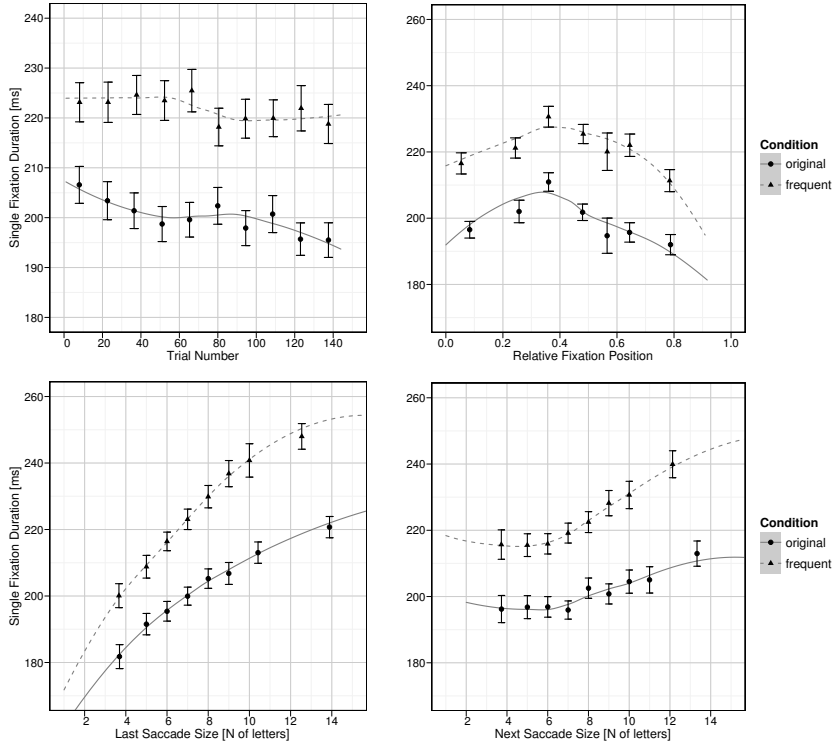 240
230
220
210
200
190
180
Single Fixation Duration [ms]
0 20 40 60 80 100 120 140
Trial Number
260
240
220
200
180
0.0 0.2 0.4 0.6 0.8 1.0
Relative Fixation Position
Condition
original
frequent
260
240
220
200
180
Single Fixation Duration [ms]
2 4 6 8 10 12 14
Last Saccade Size [N of letters]
260
240
220
200
180
2 4 6 8 10 12 14
Next Saccade Size [N of letters]
Condition
original
frequent